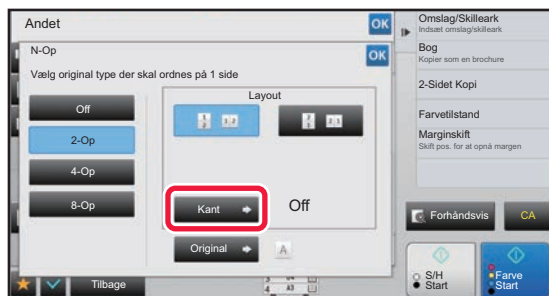 Andet
OK
N-Op
OK
Vælg original type der skal ordnes på 1 side
Off
2-Op
4-Op
8-Op
Layout
Kant
Off
Original
A
Tilbage
Omslag/Skilleark
Indsæt omslag/skilleark
Bog
Kopier som en brochure
2-Sidet Kopi
Farvetilstand
Marginskift
Skift pos. for at opnå margen
Forhåndsvis
CA
S/H
Start
Farve
Start